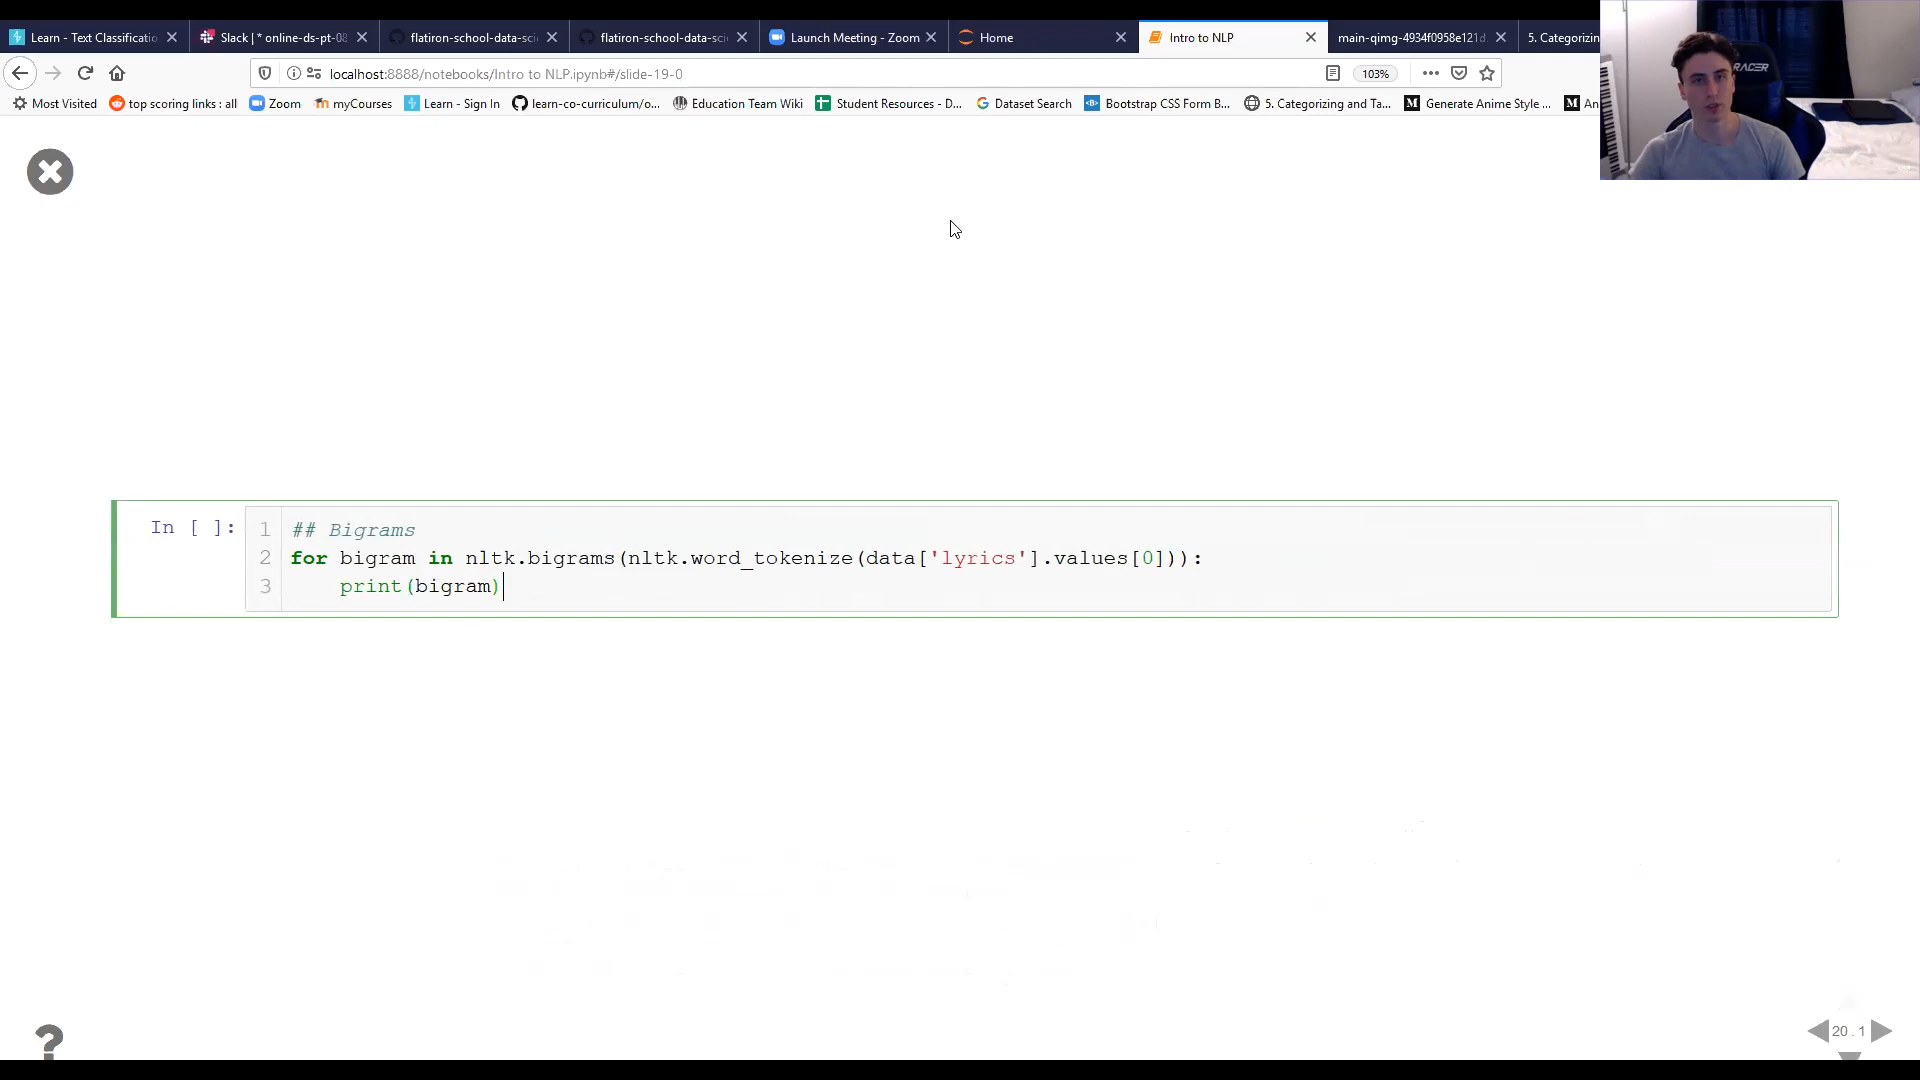 Learn - Text Classificatio
Slack | * online-ds-pt-08
flatiron-school-data-sci
flatiron-school-data-sci
Launch Meeting - Zoom
Home
Intro to NLP
main-qimg-4934f0958e121d
5. Categorizin
localhost:8888/notebooks/Intro to NLP.ipynb#/slide-19-0
103%
Most Visited
top scoring links : all
Zoom
myCourses
Learn - Sign In
learn-co-curriculum/o...
Education Team Wiki
Student Resources - D...
Dataset Search
Bootstrap CSS Form B...
5. Categorizing and Ta...
Generate Anime Style ...
An
RACER
In [ ]:
1 ## Bigrams
2 for bigram in nltk.bigrams(nltk.word_tokenize(data['lyrics'].values[0])):
3 print(bigram)
?
20 . 1